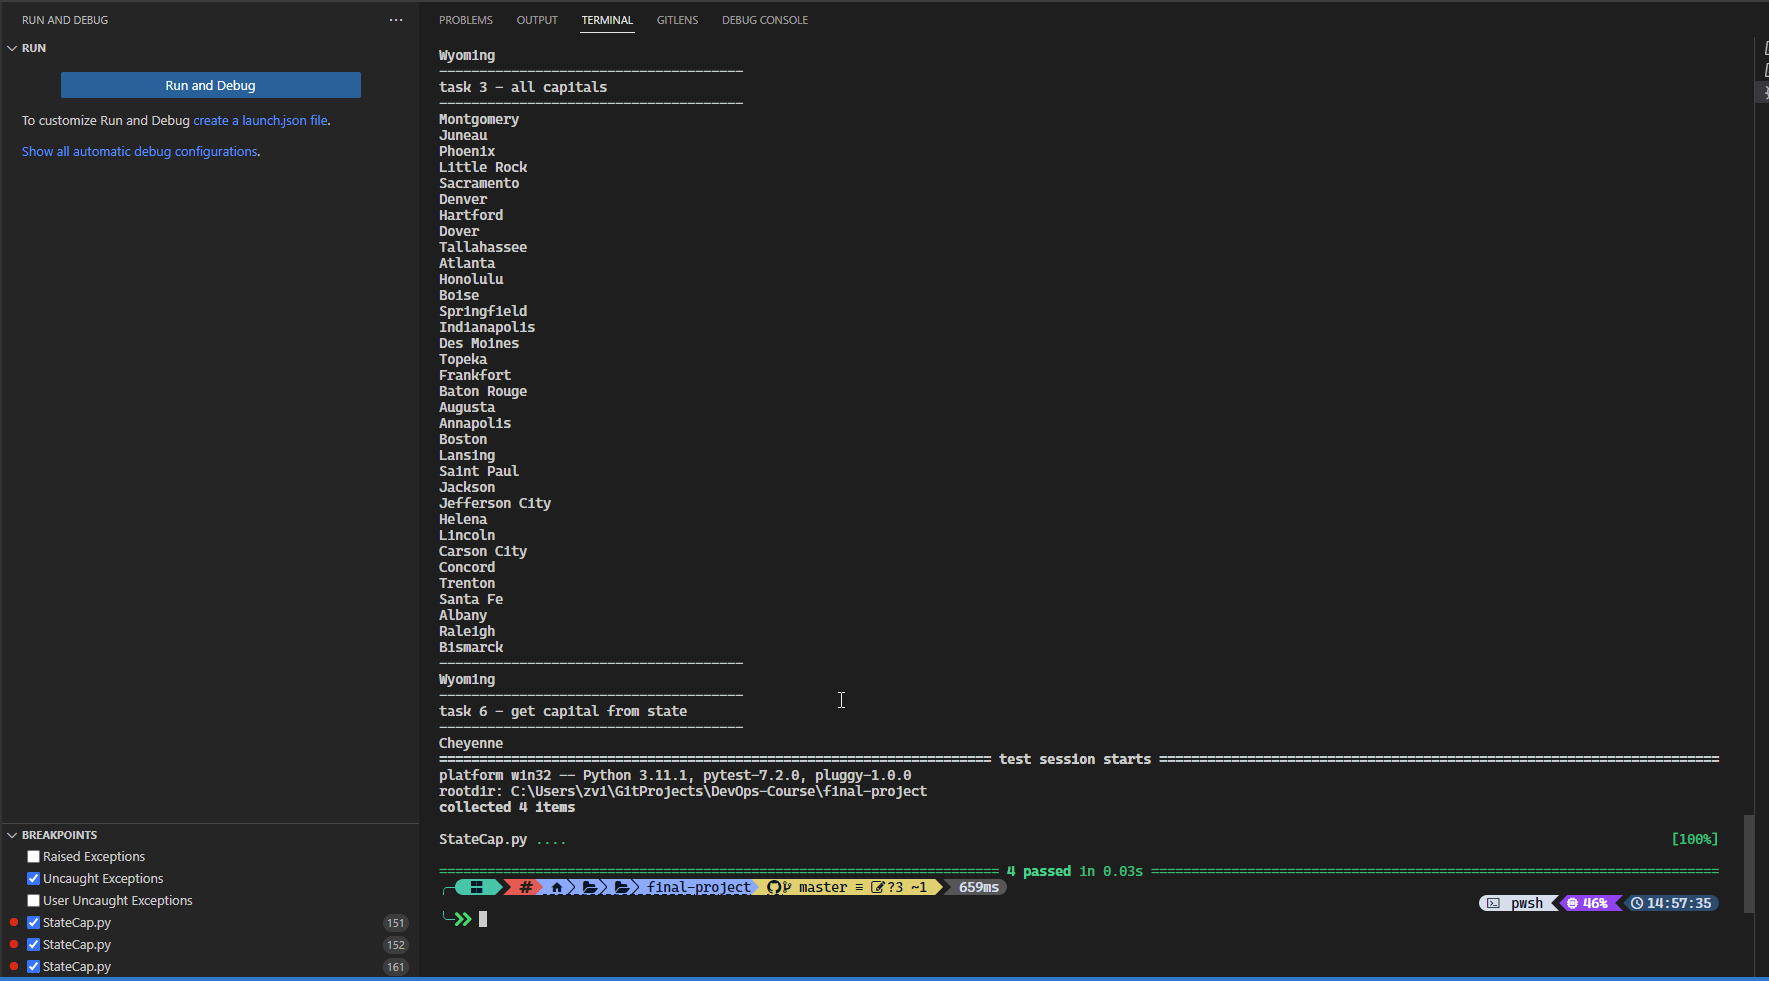 RUN AND DEBUG
RUN
Run and Debug
To customize Run and Debug create a launch.json file.
Show all automatic debug configurations.
BREAKPOINTS
Raised Exceptions
Uncaught Exceptions
User Uncaught Exceptions
StateCap.py 151
StateCap.py 152
StateCap.py 161
PROBLEMS OUTPUT TERMINAL GITLENS DEBUG CONSOLE
Wyoming
--------------------------------------
task 3 - all capitals
--------------------------------------
Montgomery
Juneau
Phoenix
Little Rock
Sacramento
Denver
Hartford
Dover
Tallahassee
Atlanta
Honolulu
Boise
Springfield
Indianapolis
Des Moines
Topeka
Frankfort
Baton Rouge
Augusta
Annapolis
Boston
Lansing
Saint Paul
Jackson
Jefferson City
Helena
Lincoln
Carson City
Concord
Trenton
Santa Fe
Albany
Raleigh
Bismarck
--------------------------------------
Wyoming
--------------------------------------
task 6 - get capital from state
--------------------------------------
Cheyenne
===================================================================== test session starts ======================================================================
platform win32 -- Python 3.11.1, pytest-7.2.0, pluggy-1.0.0
rootdir: C:\Users\zvi\GitProjects\DevOps-Course\final-project
collected 4 items
StateCap.py .... [100%]
====================================================================== 4 passed in 0.03s =======================================================================
# final-project master ≡ ?3 ~1 659ms
pwsh 46% 14:57:35